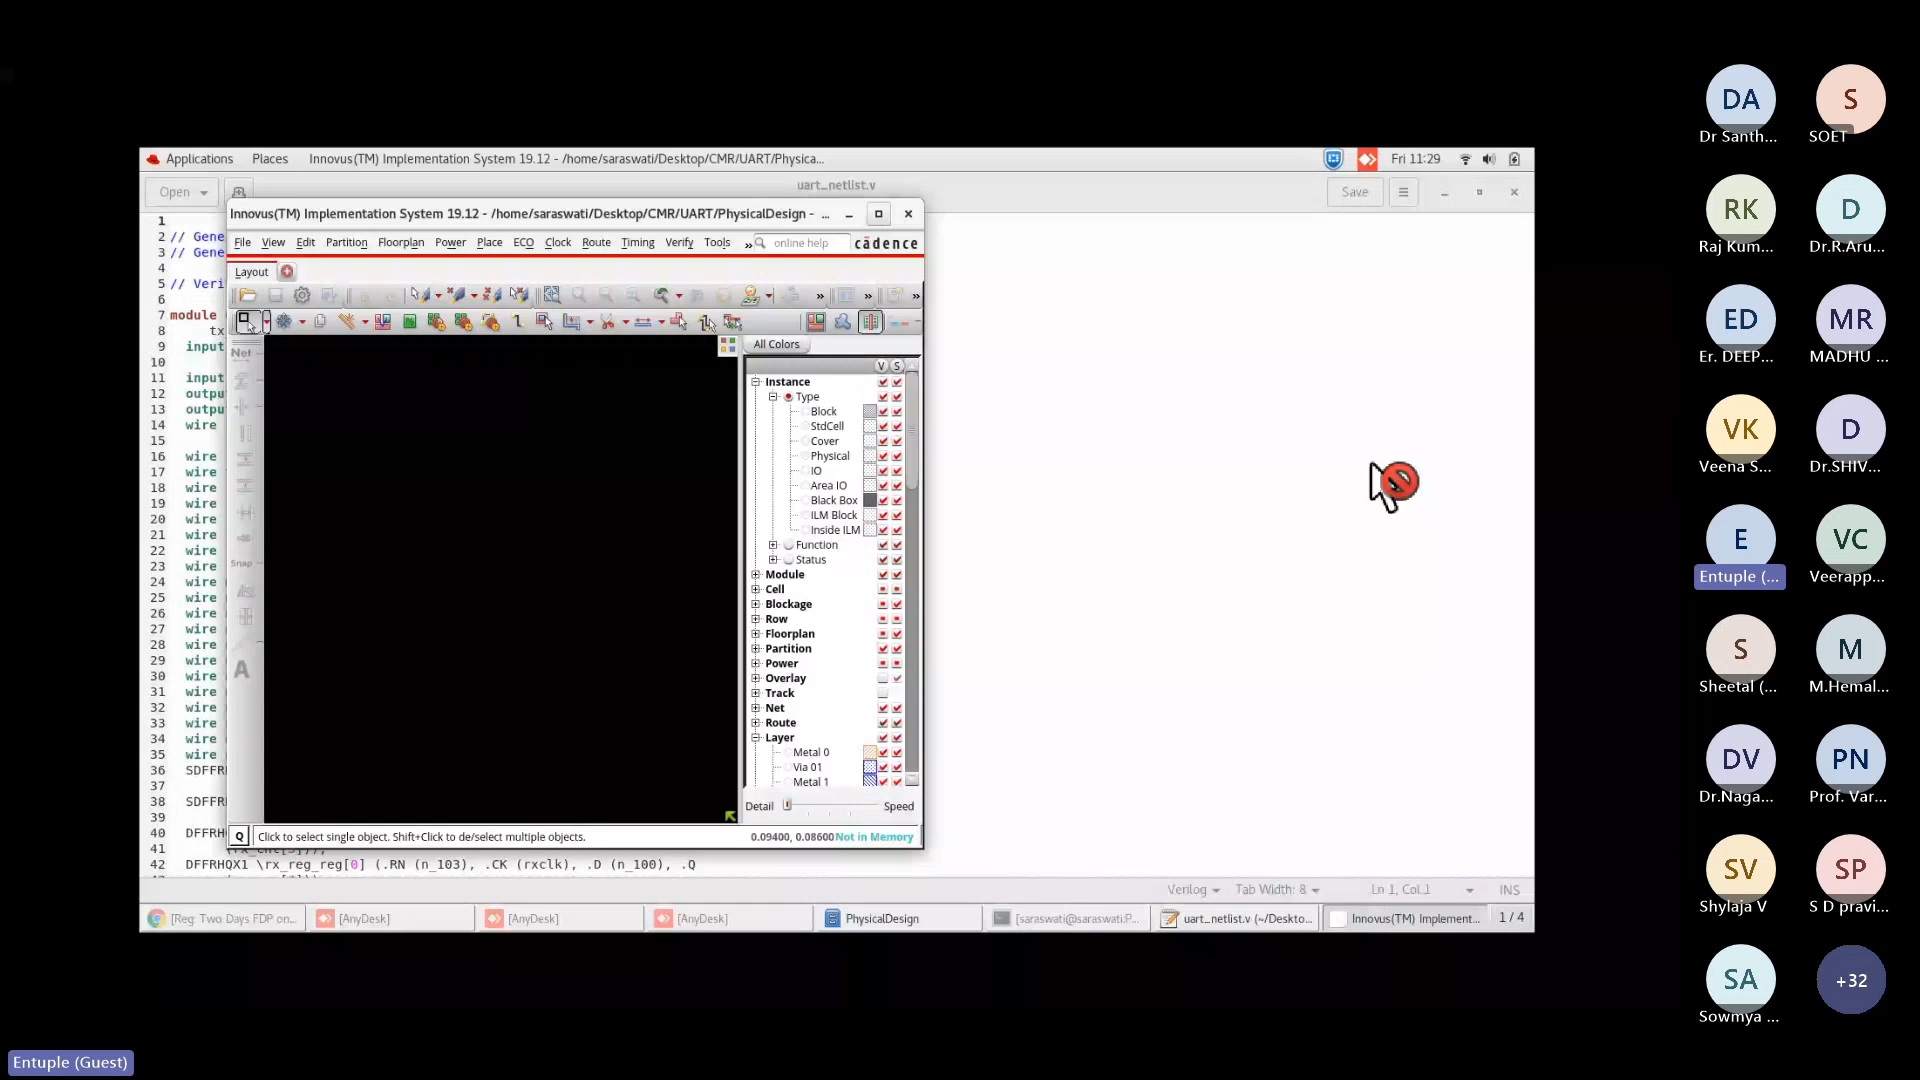 Applications Places Innovus(TM) Implementation System 19.12 - /home/saraswati/Desktop/CMR/UART/Physica... Fri 11:29
Open uart_netlist.v Save
1
2 // Gene
3 // Gene
4
5 // Veri
6
7 module
8 tx
9 input
10
11 input
12 outpu
13 outpu
14 wire
15
16 wire
17 wire
18 wire
19 wire
20 wire
21 wire
22 wire
23 wire
24 wire
25 wire
26 wire
27 wire
28 wire
29 wire
30 wire
31 wire
32 wire
33 wire
34 wire
35 wire
36 SDFFR
37
38 SDFFR
39
40 DFFRH
41
42 DFFRHQX1 \rx_reg_reg[0] (.RN (n_103), .CK (rxclk), .D (n_100), .Q
Innovus(TM) Implementation System 19.12 - /home/saraswati/Desktop/CMR/UART/PhysicalDesign - ...
File View Edit Partition Floorplan Power Place ECO Clock Route Timing Verify Tools » online help cādence
Layout
Net
Snap
A
All Colors
V S
Instance
Type
Block
StdCell
Cover
Physical
IO
Area IO
Black Box
ILM Block
Inside ILM
Function
Status
Module
Cell
Blockage
Row
Floorplan
Partition
Power
Overlay
Track
Net
Route
Layer
Metal 0
Via 01
Metal 1
Detail Speed
Q Click to select single object. Shift+Click to de/select multiple objects. 0.09400, 0.08600 Not in Memory
Verilog Tab Width: 8 Ln 1, Col 1 INS
[Reg: Two Days FDP on... [AnyDesk] [AnyDesk] [AnyDesk] PhysicalDesign [saraswati@saraswati:P... uart_netlist.v (~/Deskto... Innovus(TM) Implement... 1 / 4
DA S
Dr Santh... SOET
RK D
Raj Kum... Dr.R.Aru...
ED MR
Er. DEEP... MADHU ...
VK D
Veena S... Dr.SHIV...
E VC
Entuple (... Veerapp...
S M
Sheetal (... M.Hemal...
DV PN
Dr.Naga... Prof. Var...
SV SP
Shylaja V S D pravi...
SA +32
Sowmya ...
Entuple (Guest)